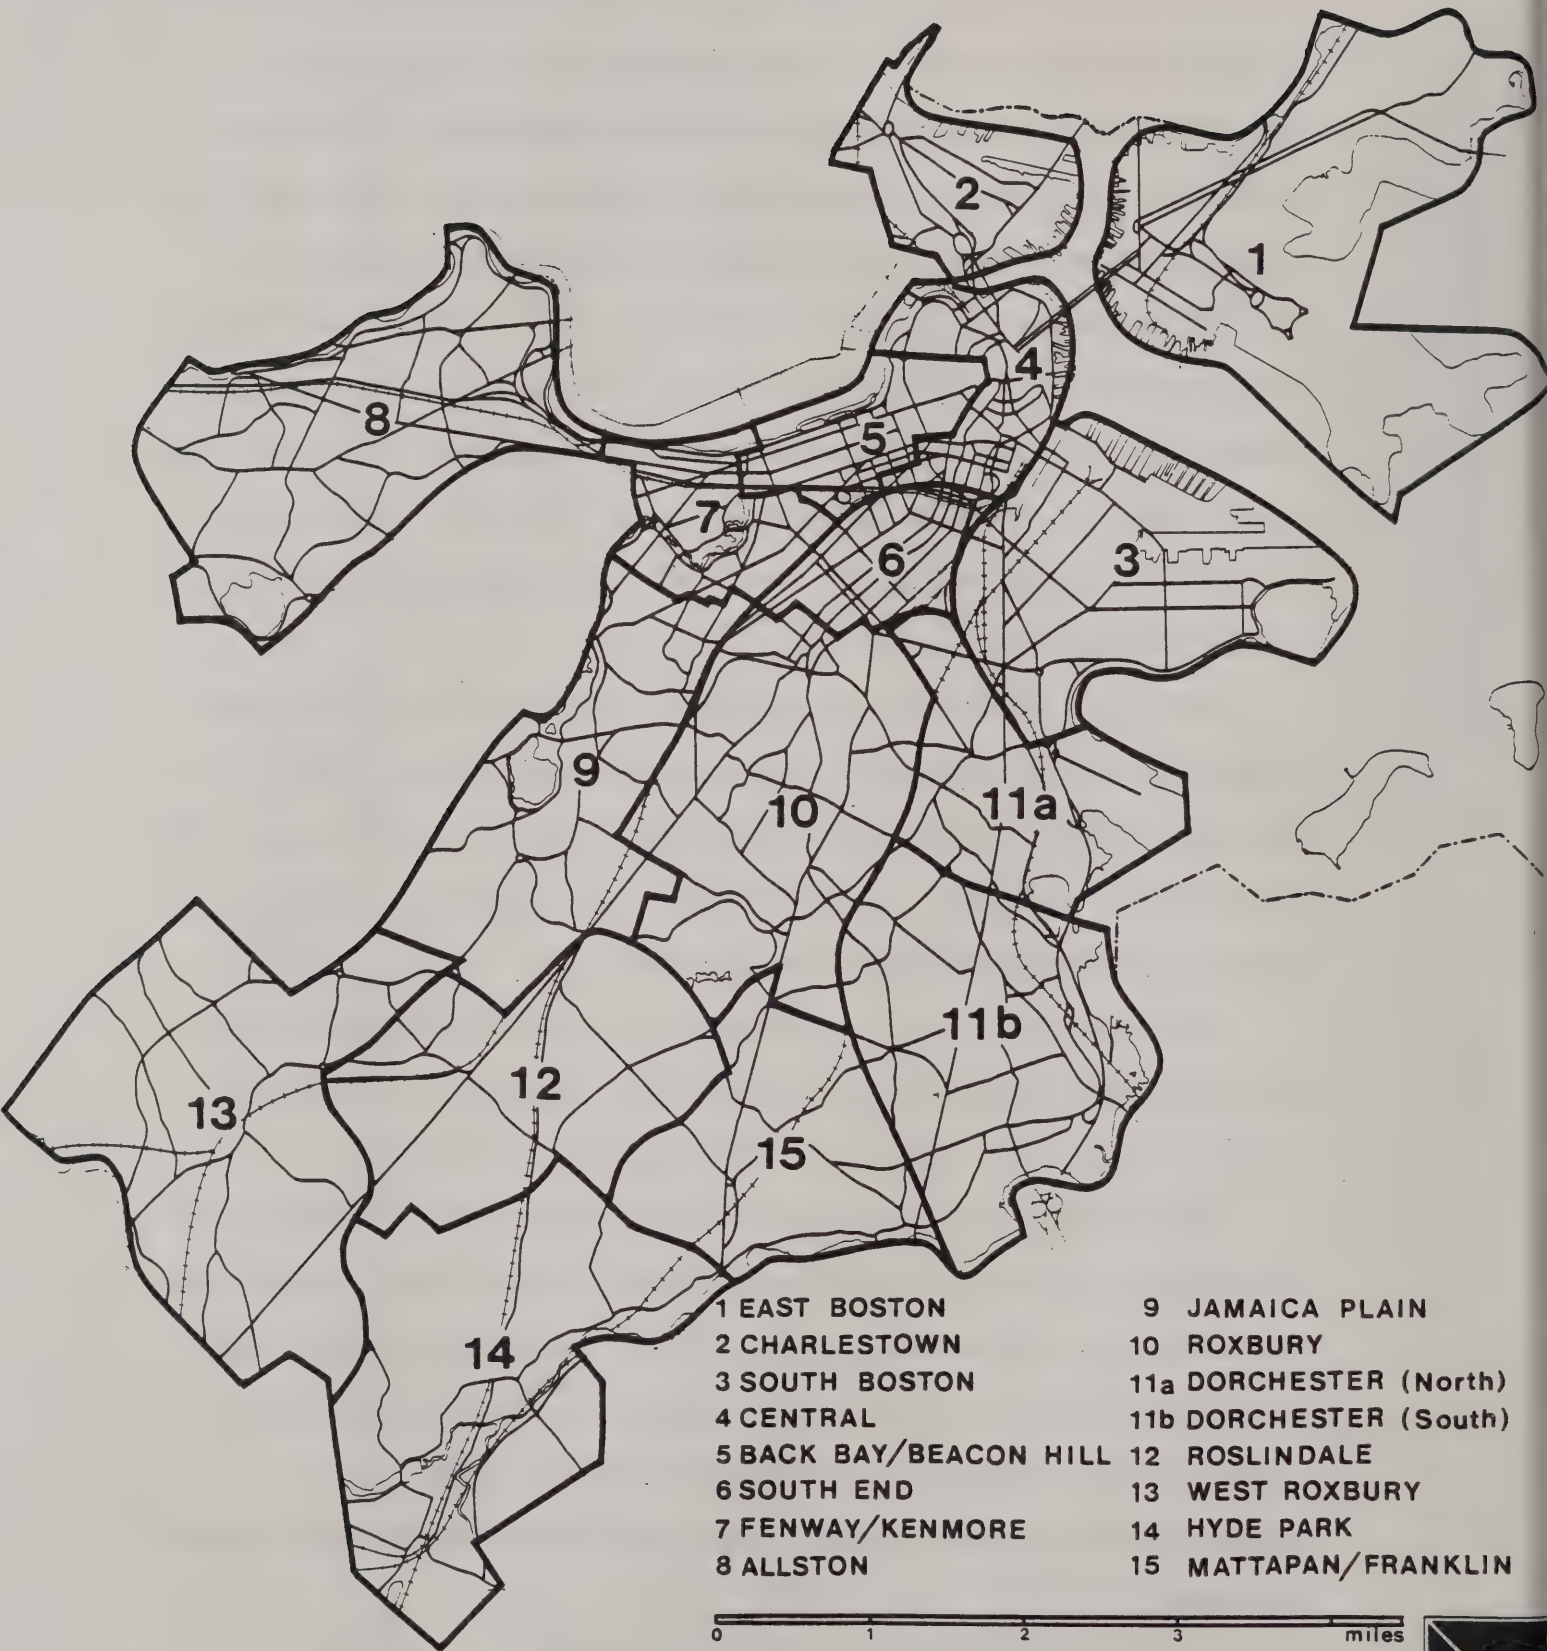 2
1
4
8
5
7
6
3
9
10
11a
11b
12
13
15
14
1 EAST BOSTON
2 CHARLESTOWN
3 SOUTH BOSTON
4 CENTRAL
5 BACK BAY/BEACON HILL
6 SOUTH END
7 FENWAY/KENMORE
8 ALLSTON
9 JAMAICA PLAIN
10 ROXBURY
11a DORCHESTER (North)
11b DORCHESTER (South)
12 ROSLINDALE
13 WEST ROXBURY
14 HYDE PARK
15 MATTAPAN/FRANKLIN
0 1 2 3 miles